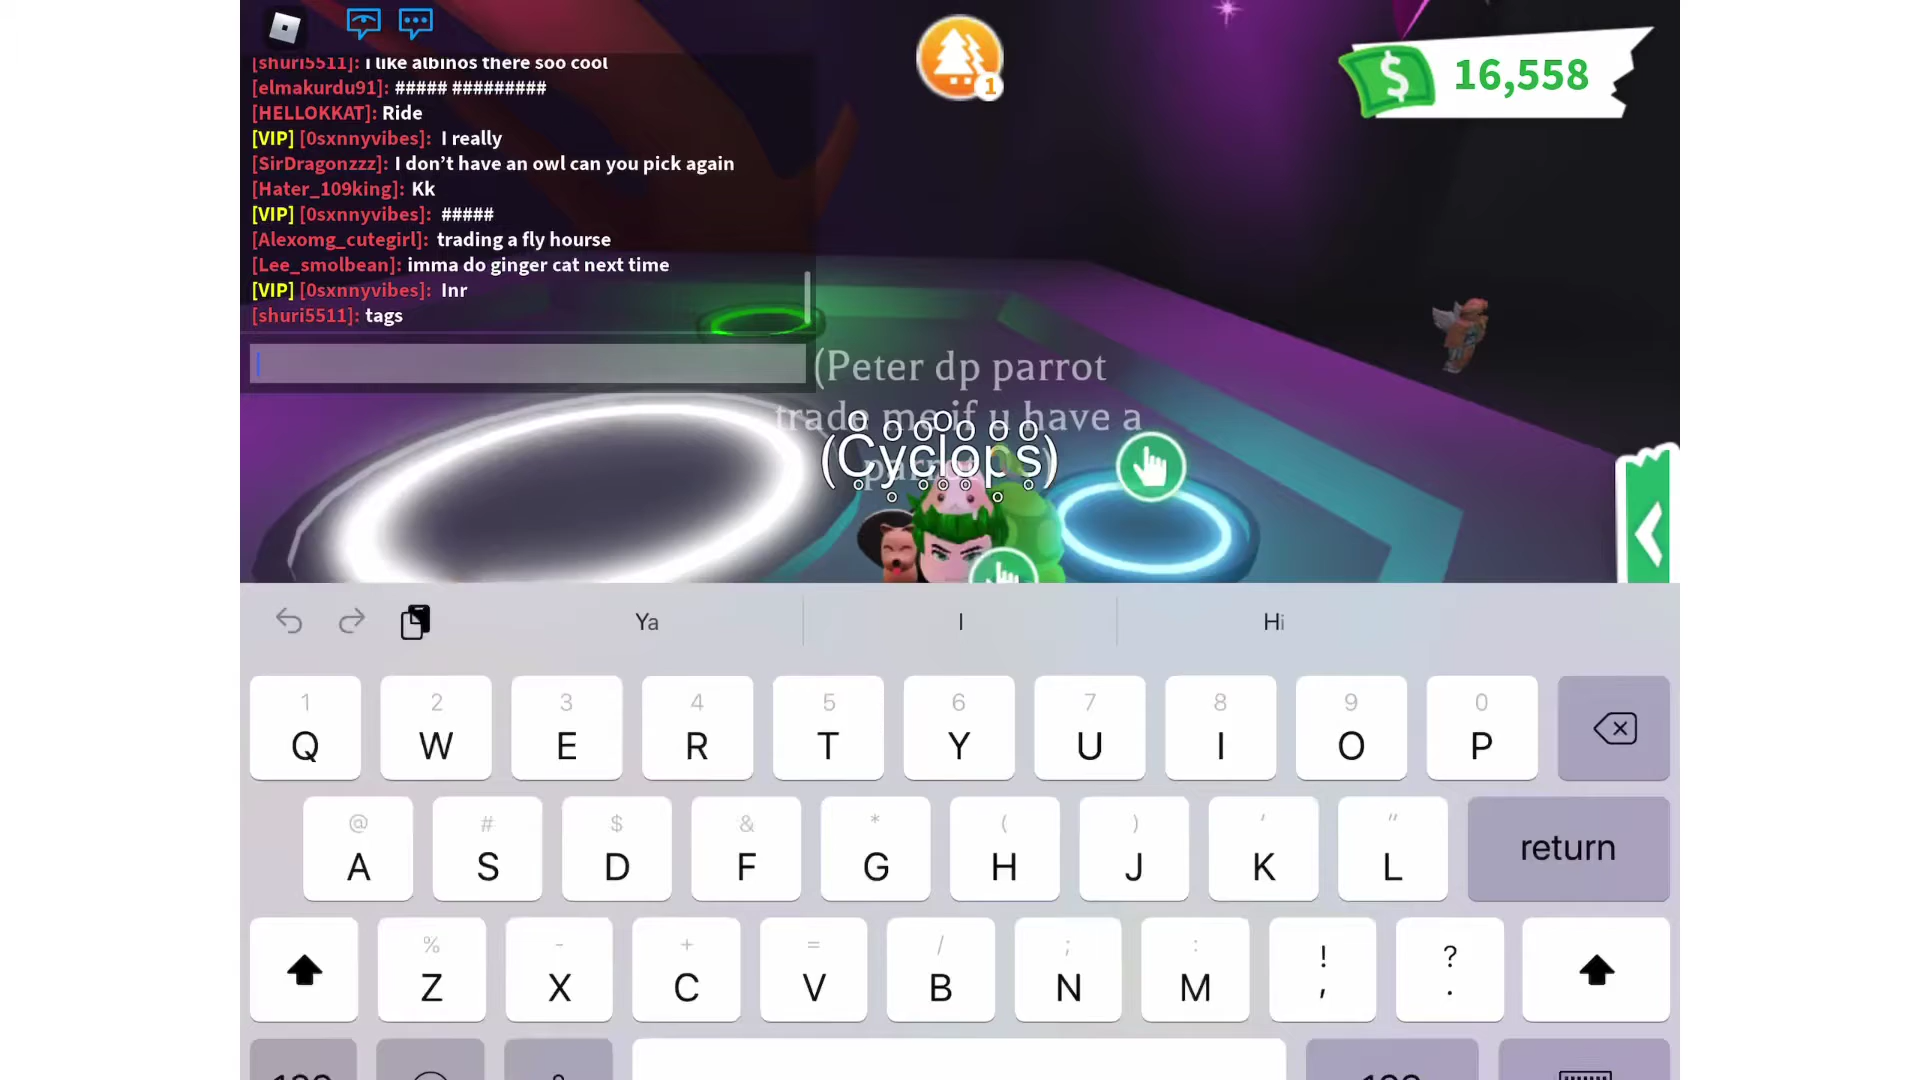 [shuri5511]: I like albinos there soo cool
[elmakurdu91]: ##### #########
[HELLOKKAT]: Ride
[VIP] [0sxnnyvibes]: I really
[SirDragonzzz]: I don’t have an owl can you pick again
[Hater_109king]: Kk
[VIP] [0sxnnyvibes]: #####
[Alexomg_cutegirl]: trading a fly hourse
[Lee_smolbean]: imma do ginger cat next time
[VIP] [0sxnnyvibes]: Inr
[shuri5511]: tags
1
16,558
(Peter dp parrot
trade me if u have a
(Cyclops)
Ya I Hi
1 2 3 4 5 6 7 8 9 0
Q W E R T Y U I O P
@ # $ & * ( ) ' "
A S D F G H J K L return
% - + = / ; : ! ?
Z X C V B N M , .